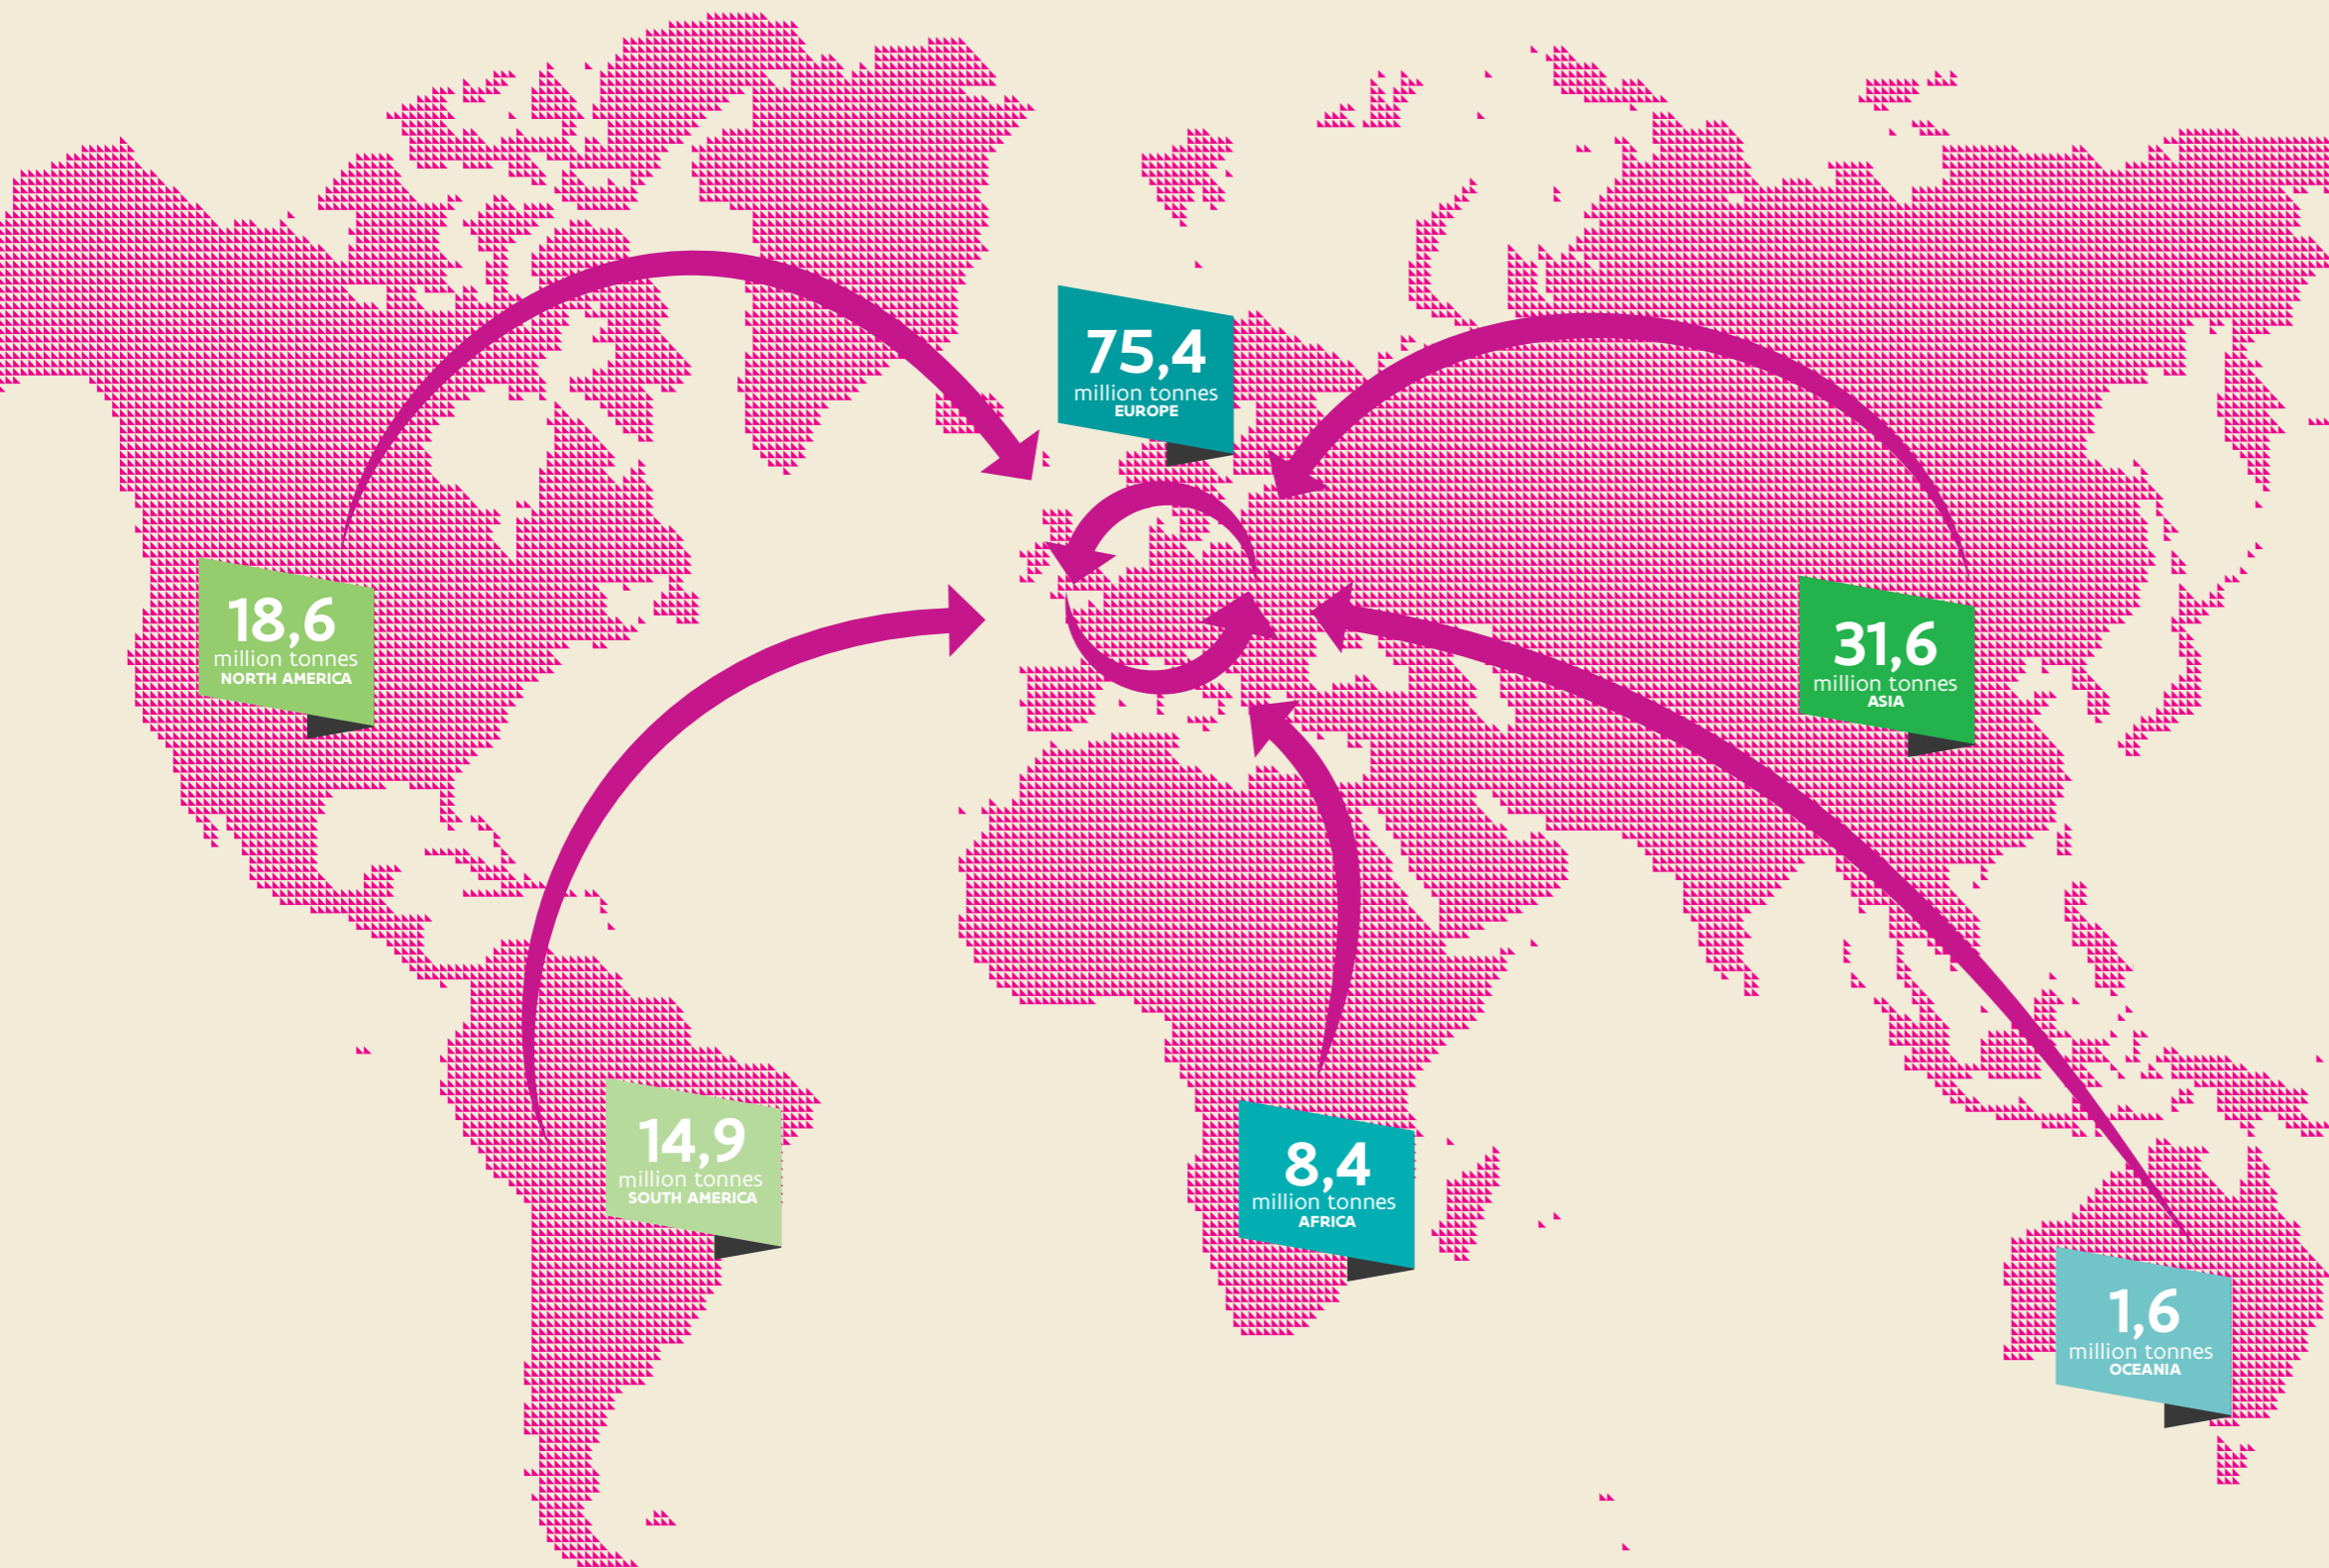 75,4
million tonnes
EUROPE
18,6
million tonnes
NORTH AMERICA
31,6
million tonnes
ASIA
14,9
million tonnes
SOUTH AMERICA
8,4
million tonnes
AFRICA
1,6
million tonnes
OCEANIA